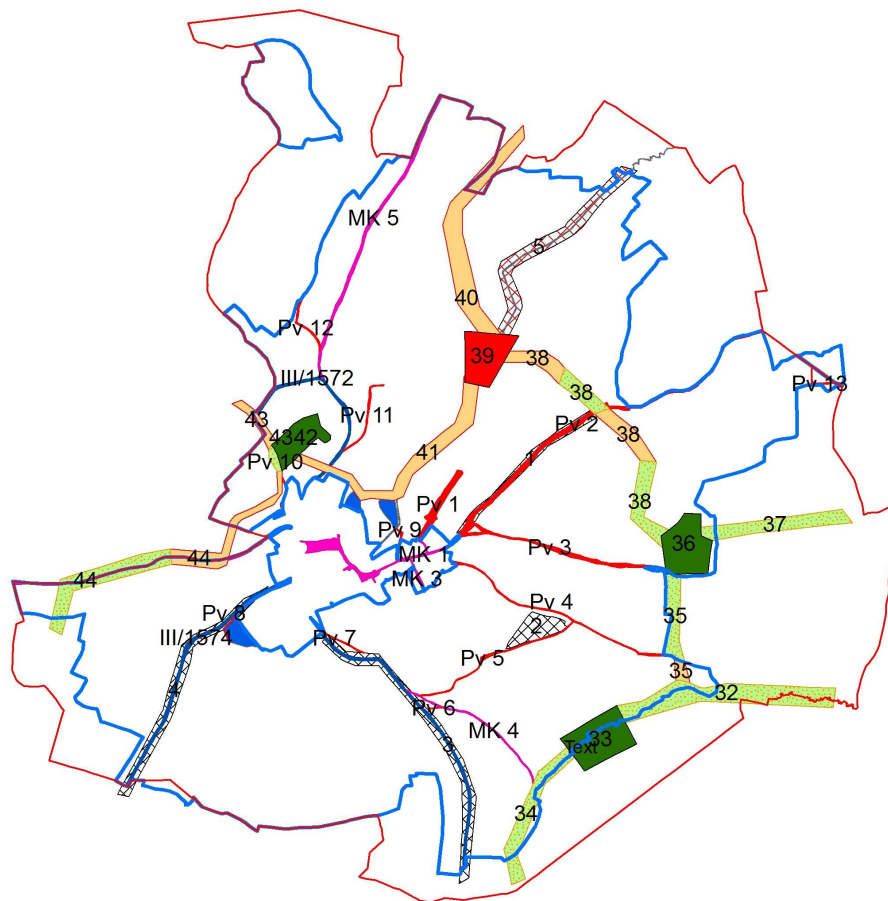 MK 5
5
40
Pv 12
39
38
III/1572
38
Pv 13
Pv 11
43
Pv 2
4342
38
41
1
Pv 10
38
Pv 1
37
Pv 9
36
MK 1
Pv 3
44
MK 3
44
Pv 4
Pv 8
35
2
III/1574
Pv 7
Pv 5
35
4
32
Pv 6
MK 4
33
3
Text
34